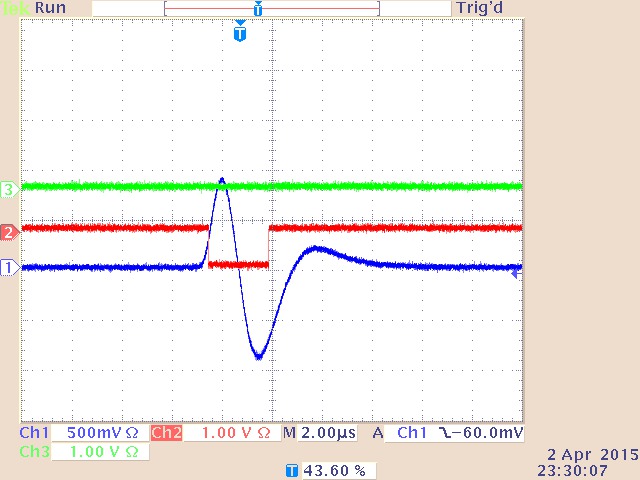 Tek Run Trig'd
T
T
3
2
1
Ch1 500mV Ω Ch2 1.00 V Ω M 2.00µs A Ch1 ㄟ-60.0mV
Ch3 1.00 V Ω
T 43.60 %
2 Apr 2015
23:30:07